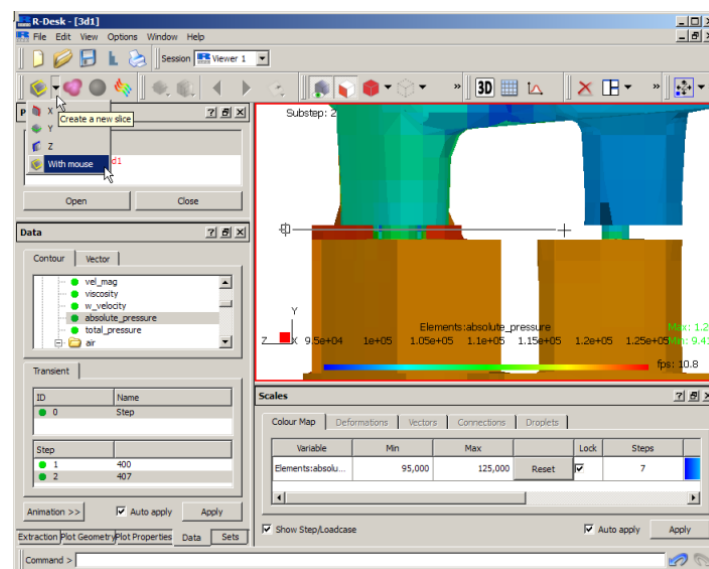 R-Desk - [3d1]
File Edit View Options Window Help
Session Viewer 1
3D
P
X
Create a new slice
Y
Z
With mouse
d1
Open Close
Data
Contour Vector
vel_mag
viscosity
w_velocity
absolute_pressure
total_pressure
air
Transient
ID Name
0 Step
Step
1 400
2 407
Animation >> Auto apply Apply
Extraction Plot Geometry Plot Properties Data Sets
Command >
Substep: 2
Y
Z X
Elements:absolute_pressure
Max: 1.2
9.5e+04 1e+05 1.05e+05 1.1e+05 1.15e+05 1.2e+05 1.25e+05
fps: 10.8
Scales
Colour Map Deformations Vectors Connections Droplets
Variable Min Max Lock Steps
Elements:absolu... 95,000 125,000 Reset 7
Show Step/Loadcase Auto apply Apply